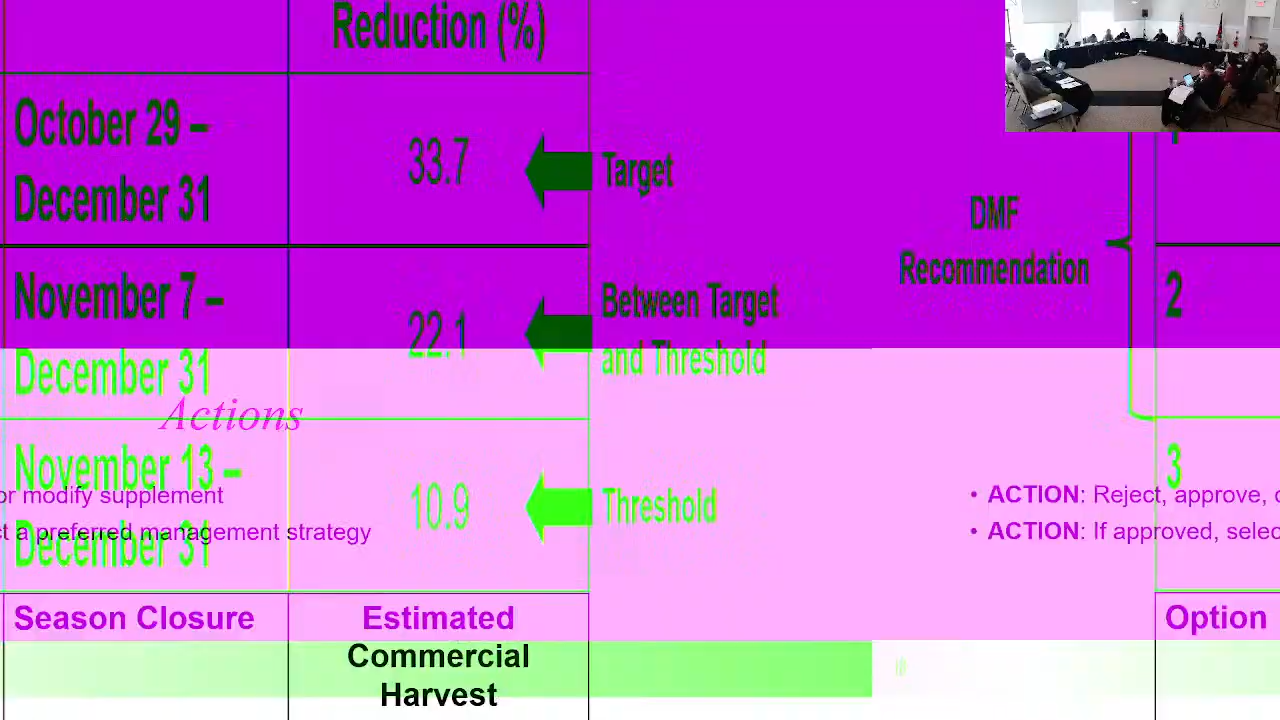 Reduction (%)
October 29 –
December 31
33.7
Target
DMF
Recommendation
November 7 –
December 31
22.1
Between Target
and Threshold
2
Actions
November 13 –
December 31
10.9
Threshold
3
or modify supplement
• ACTION: Reject, approve,
a preferred management strategy
• ACTION: If approved,
Season Closure
Estimated
Commercial
Harvest
Option